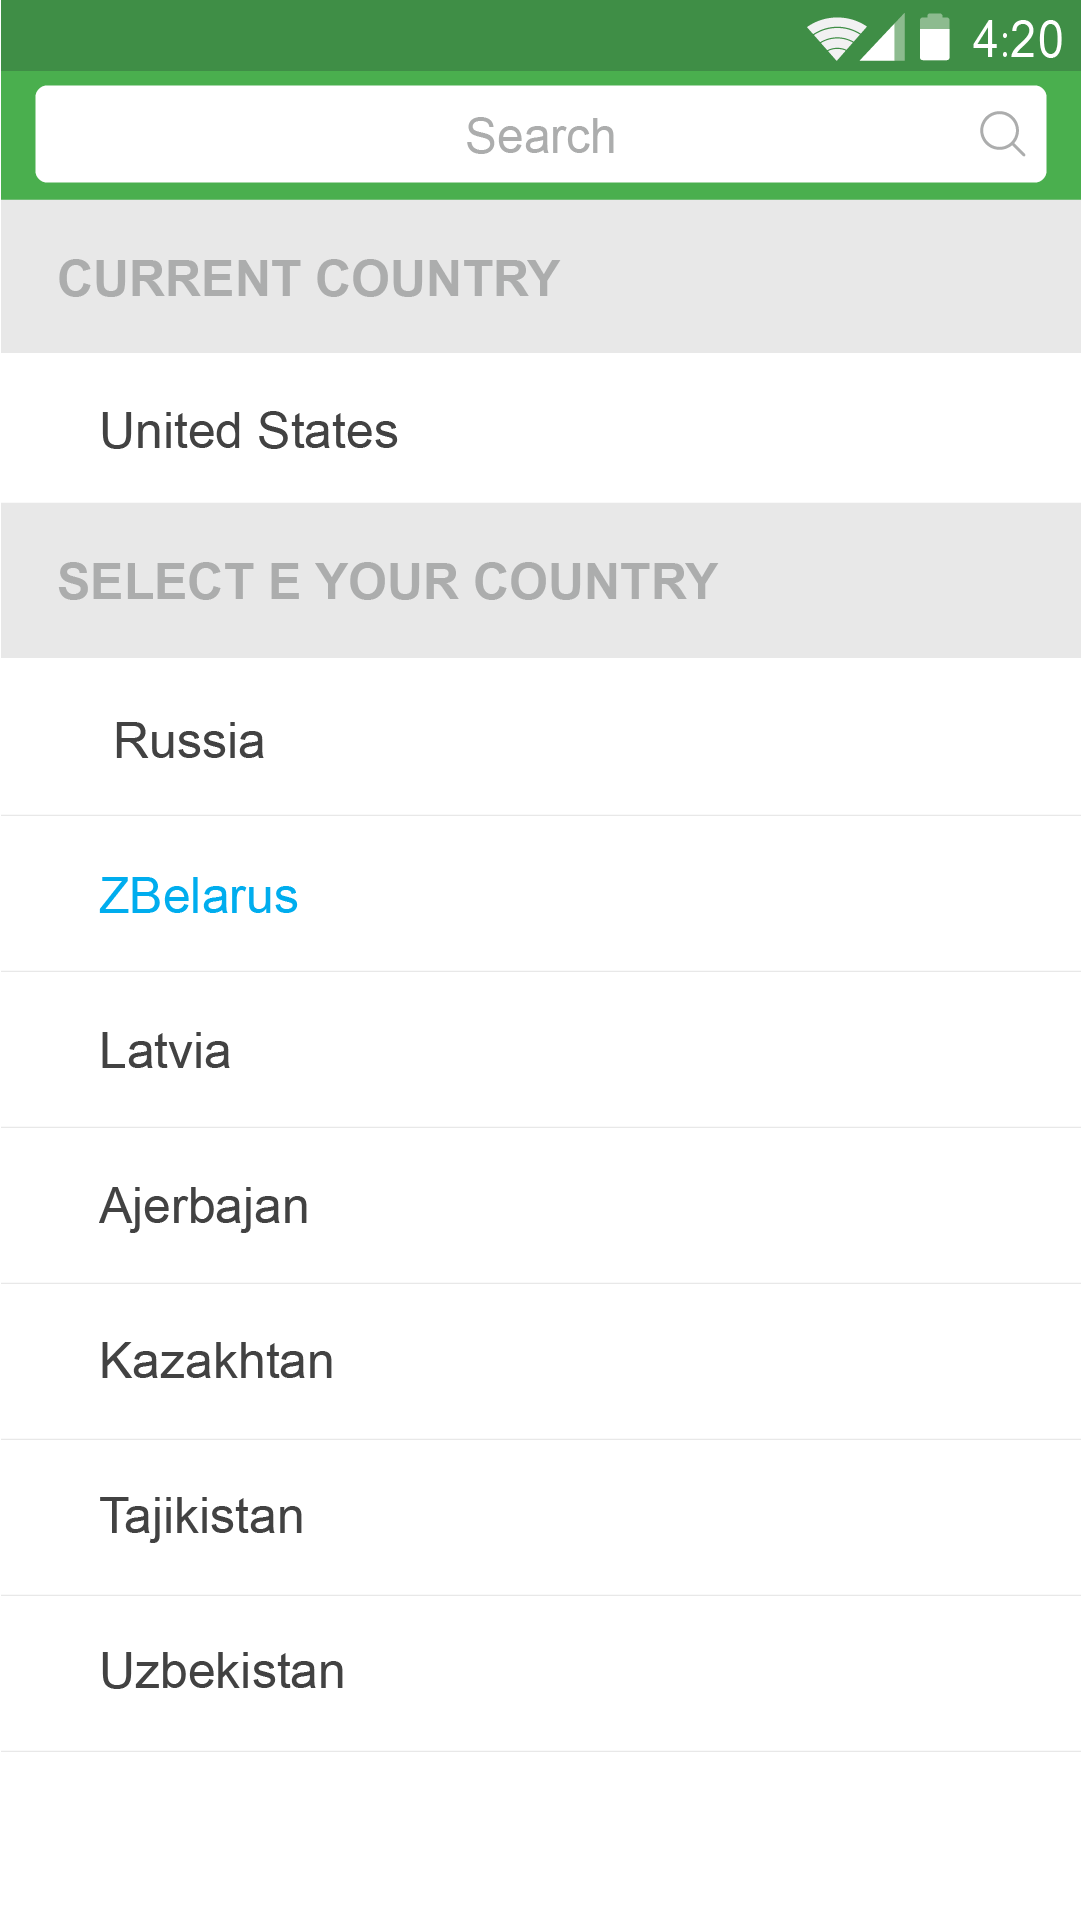 4:20
Search
CURRENT COUNTRY
United States
SELECT E YOUR COUNTRY
Russia
ZBelarus
Latvia
Ajerbajan
Kazakhtan
Tajikistan
Uzbekistan